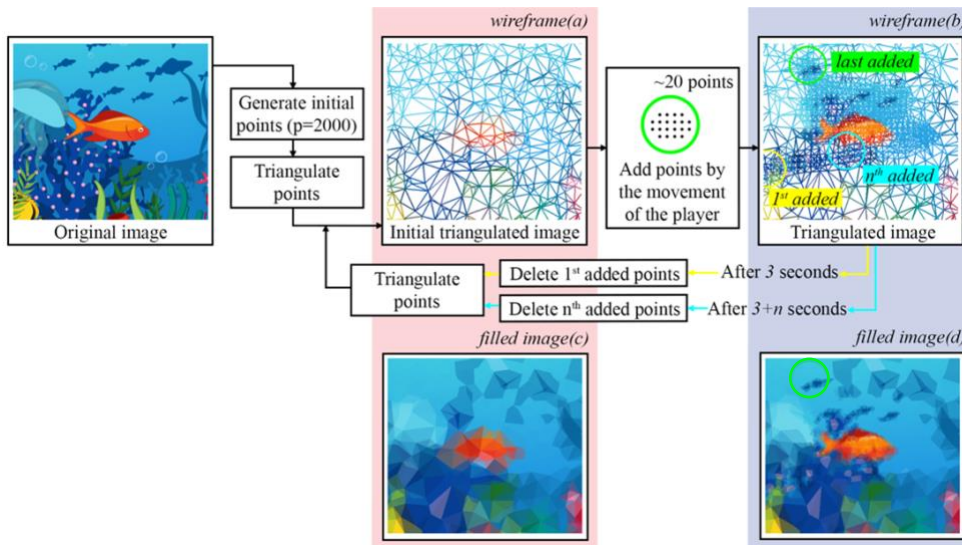 wireframe(a)
wireframe(b)
Generate initial
points (p=2000)
Triangulate
points
Original image
Initial triangulated image
~20 points
Add points by
the movement
of the player
last added
nth added
1st added
Triangulated image
Triangulate
points
Delete 1st added points
After 3 seconds
Delete nth added points
After 3+n seconds
filled image(c)
filled image(d)